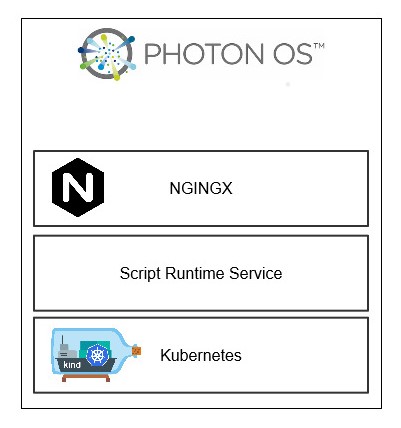 PHOTON OS™
N
NGINGX
Script Runtime Service
kind
Kubernetes